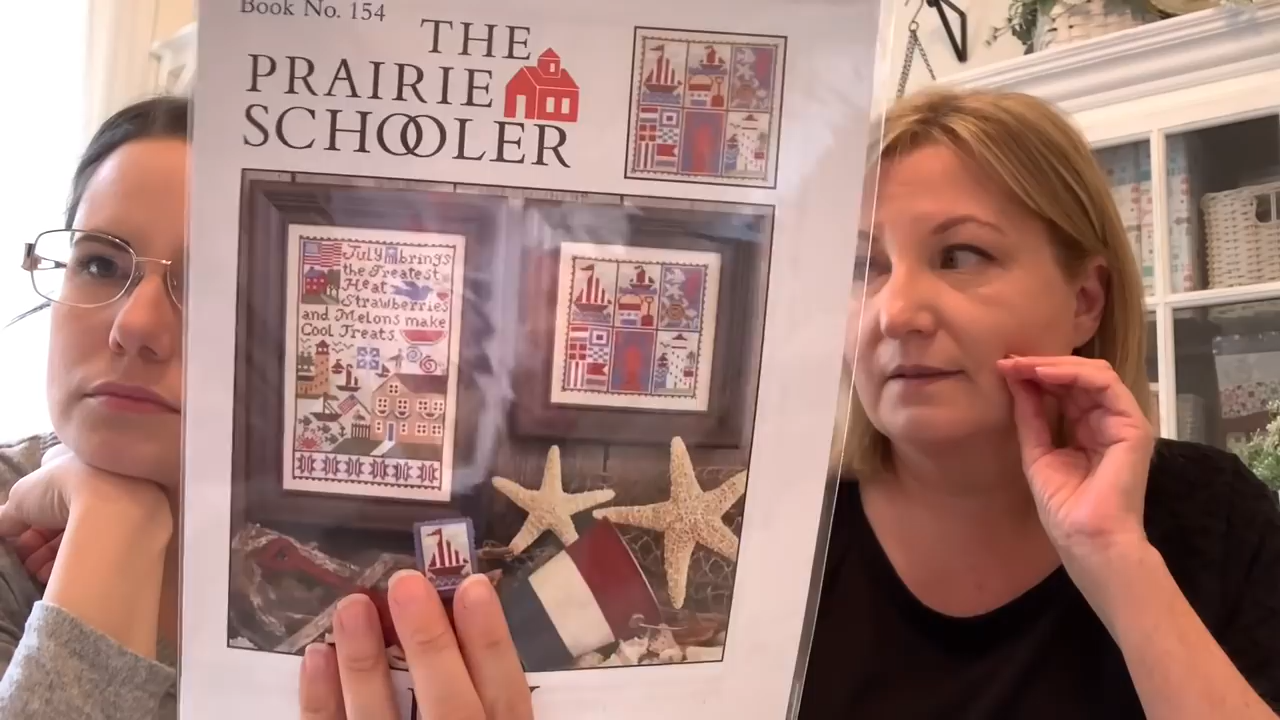 Book No. 154
THE
PRAIRIE
SCHOOLER
July brings
the Greatest
Heat
Strawberries
and Melons make
Cool Treats.